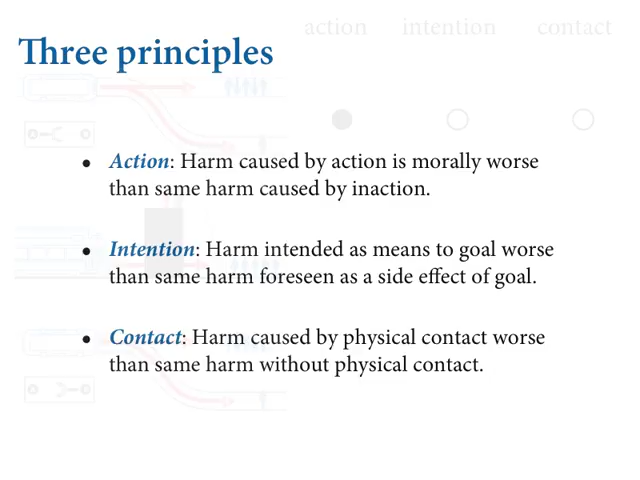 action intention contact
Three principles
• Action: Harm caused by action is morally worse
than same harm caused by inaction.
• Intention: Harm intended as means to goal worse
than same harm foreseen as a side effect of goal.
• Contact: Harm caused by physical contact worse
than same harm without physical contact.